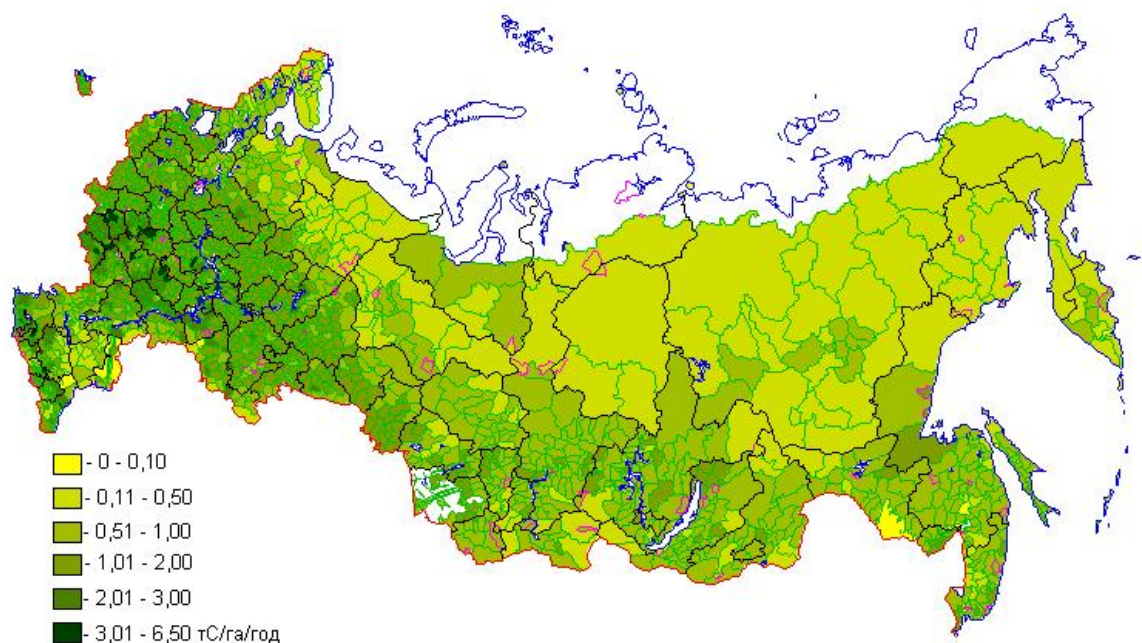 - 0 - 0,10
- 0,11 - 0,50
- 0,51 - 1,00
- 1,01 - 2,00
- 2,01 - 3,00
- 3,01 - 6,50 тС/га/год